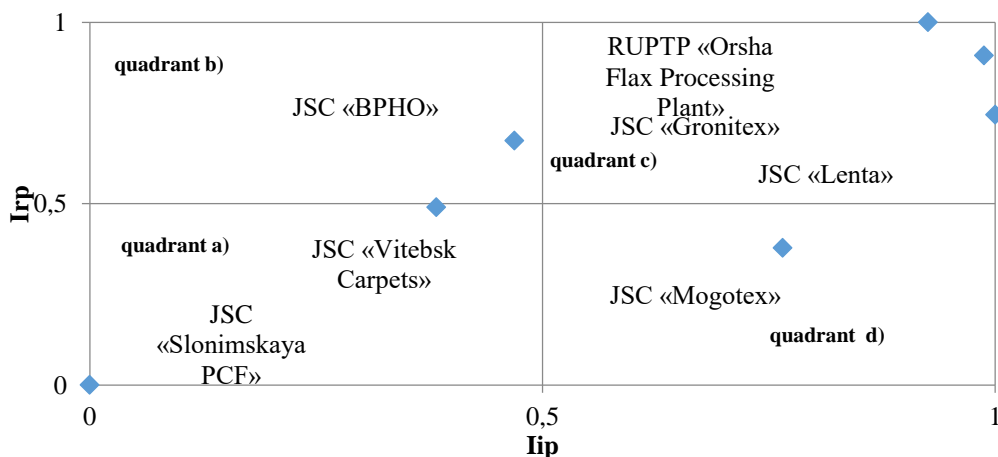 1
RUPTP «Orsha
Flax Processing
Plant»
quadrant b)
JSC «BPHO»
JSC «Gronitex»
quadrant c)
JSC «Lenta»
Irp
0,5
quadrant a)
JSC «Vitebsk
Carpets»
JSC «Mogotex»
JSC
«Slonimskaya
PCF»
quadrant d)
0
0
0,5
1
Iip